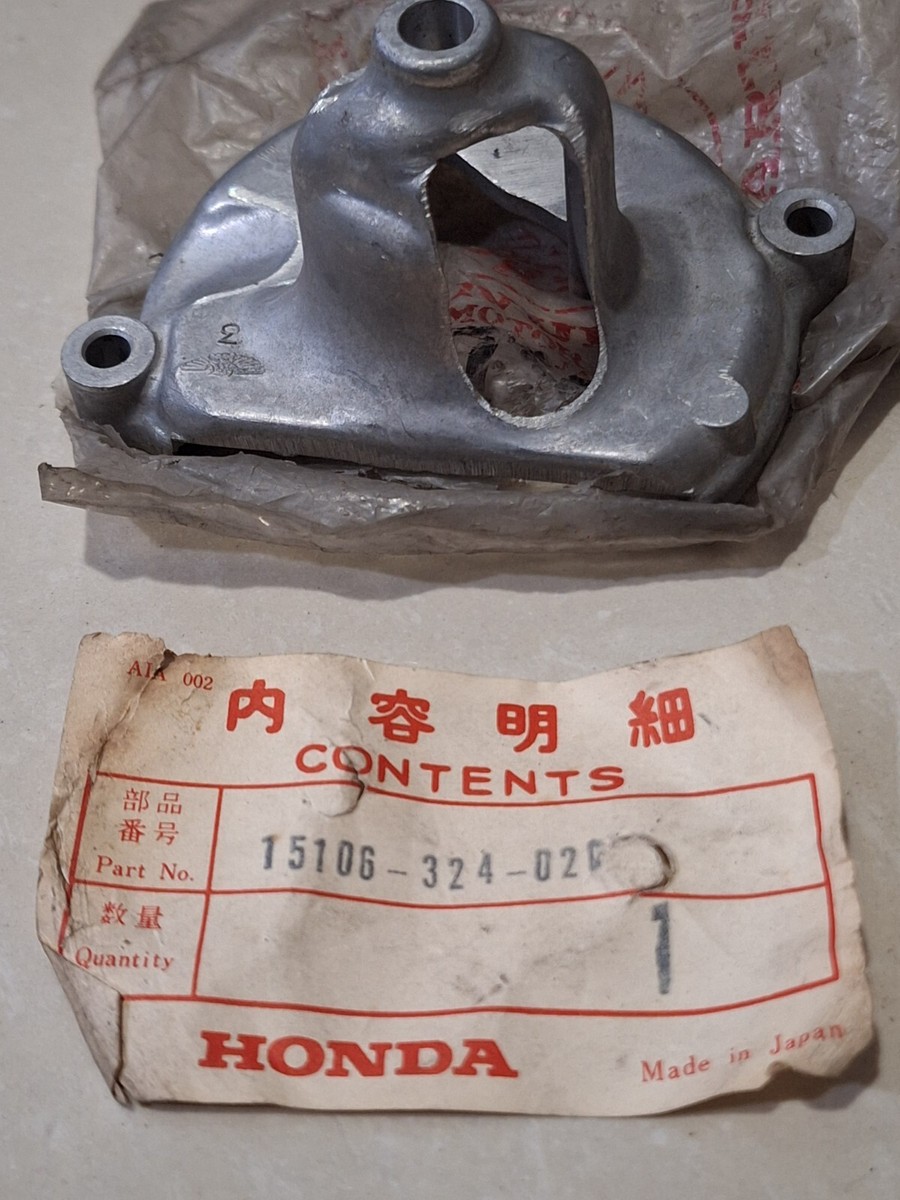 2
AIA 002
内容明細
CONTENTS
部品
番号
Part No.
15106-324-020
数量
Quantity
1
HONDA
Made in Japan